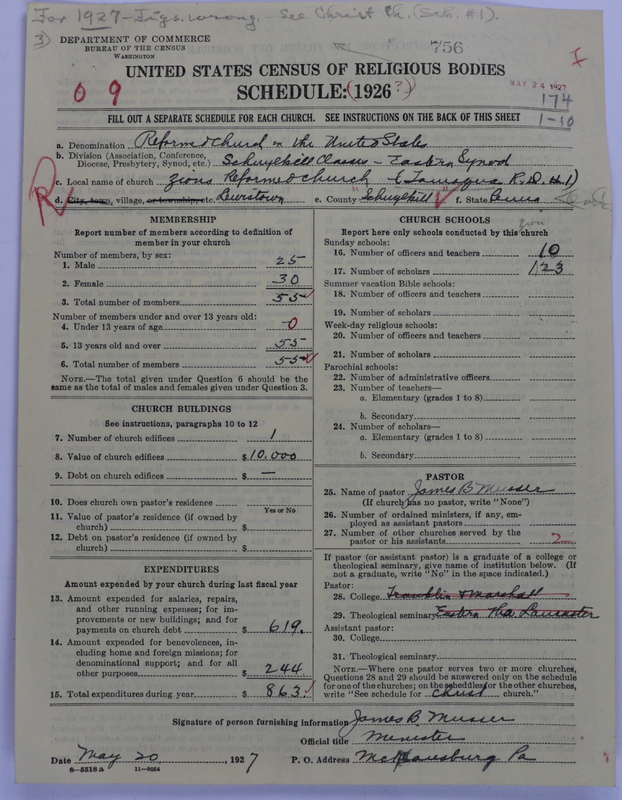 For 1927 - Figs. wrong. - See Christ Ch. (Sch. #1).
3)
DEPARTMENT OF COMMERCE
BUREAU OF THE CENSUS
WASHINGTON
756
UNITED STATES CENSUS OF RELIGIOUS BODIES
SCHEDULE: (1926?)
0 9
MAY 24 1927
174
1-10
FILL OUT A SEPARATE SCHEDULE FOR EACH CHURCH. SEE INSTRUCTIONS ON THE BACK OF THIS SHEET
a. Denomination Reformed Church in the United States
b. Division (Association, Conference, Diocese, Presbytery, Synod, etc.) Schuylkill Classis - Eastern Synod
c. Local name of church Zions Reformed Church (Tamaqua R.D. #1)
R
d. City, town, village, or township, etc. Lewistown e. County "Schuylkill" f. State Penna
MEMBERSHIP
Report number of members according to definition of
member in your church
Number of members, by sex:
1. Male 25
2. Female 30
3. Total number of members 55
Number of members under and over 13 years old:
4. Under 13 years of age 0
5. 13 years old and over 55
6. Total number of members 55
NOTE.—The total given under Question 6 should be the
same as the total of males and females given under Question 3.
CHURCH BUILDINGS
See instructions, paragraphs 10 to 12
7. Number of church edifices 1
8. Value of church edifices $10,000
9. Debt on church edifices $ —
10. Does church own pastor's residence
Yes or No
11. Value of pastor's residence (if owned by
church) $
12. Debt on pastor's residence (if owned by
church) $
EXPENDITURES
Amount expended by your church during last fiscal year
13. Amount expended for salaries, repairs,
and other running expenses; for im-
provements or new buildings; and for
payments on church debt $ 619.
14. Amount expended for benevolences, in-
cluding home and foreign missions; for
denominational support; and for all
other purposes $ 244
15. Total expenditures during year $ 863.
CHURCH SCHOOLS
Report here only schools conducted by this church
Sunday schools:
16. Number of officers and teachers 10
17. Number of scholars 123
Summer vacation Bible schools:
18. Number of officers and teachers
19. Number of scholars
Week-day religious schools:
20. Number of officers and teachers
21. Number of scholars
Parochial schools:
22. Number of administrative officers
23. Number of teachers—
a. Elementary (grades 1 to 8)
b. Secondary
24. Number of scholars—
a. Elementary (grades 1 to 8)
b. Secondary
PASTOR
25. Name of pastor James B Musser
(If church has no pastor, write "None")
26. Number of ordained ministers, if any, em-
ployed as assistant pastors
27. Number of other churches served by the
pastor or his assistants 2
If pastor (or assistant pastor) is a graduate of a college or
theological seminary, give name of institution below. (If
not a graduate, write "No" in the space indicated.)
Pastor:
28. College Franklin & Marshall
29. Theological seminary Eastern Theo Lancaster
Assistant pastor:
30. College
31. Theological seminary
NOTE.—Where one pastor serves two or more churches,
Questions 28 and 29 should be answered only on the schedule
for one of the churches; on the schedules for the other churches,
write "See schedule for Christ church."
Signature of person furnishing information James B Musser
Official title Minister
Date May 20, 1927 P. O. Address McKeansburg Pa
8—5518 a 11—9954